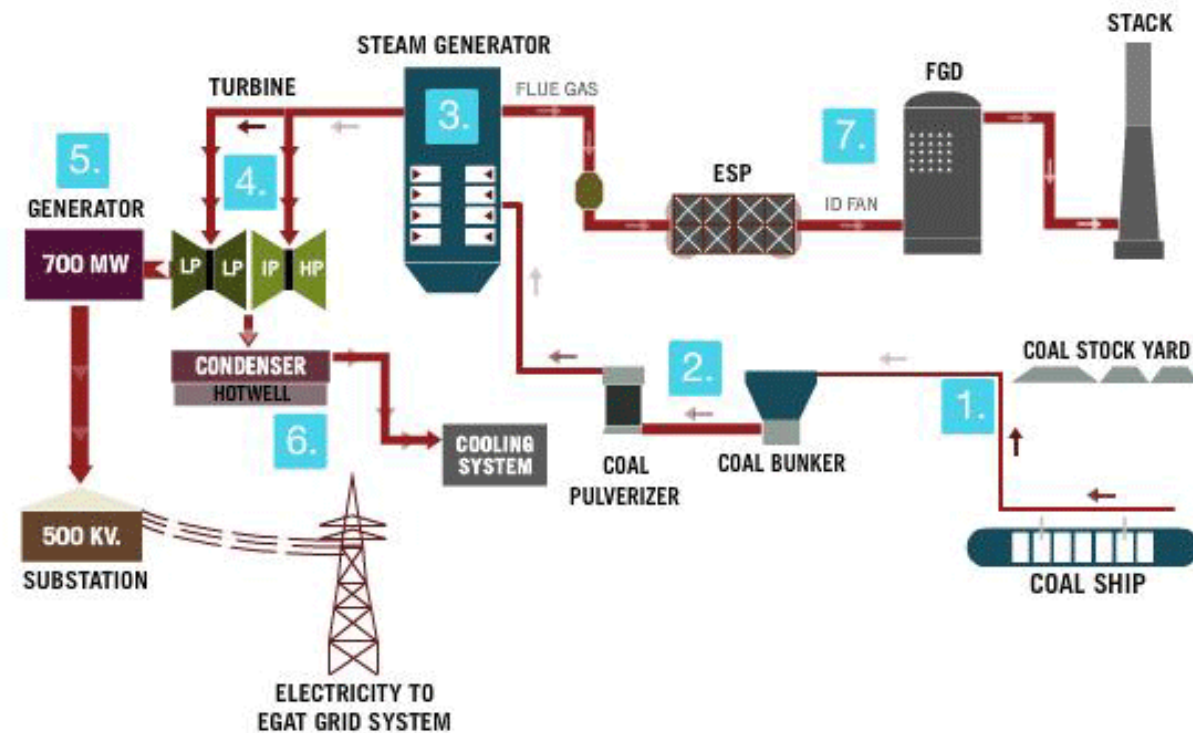 STACK
STEAM GENERATOR
FGD
TURBINE
FLUE GAS
3.
7.
5.
4.
ESP
GENERATOR
ID FAN
700 MW
LP
LP
IP
HP
COAL STOCK YARD
CONDENSER
HOTWELL
2.
1.
6.
COOLING
SYSTEM
COAL
PULVERIZER
COAL BUNKER
500 KV.
SUBSTATION
COAL SHIP
ELECTRICITY TO
EGAT GRID SYSTEM